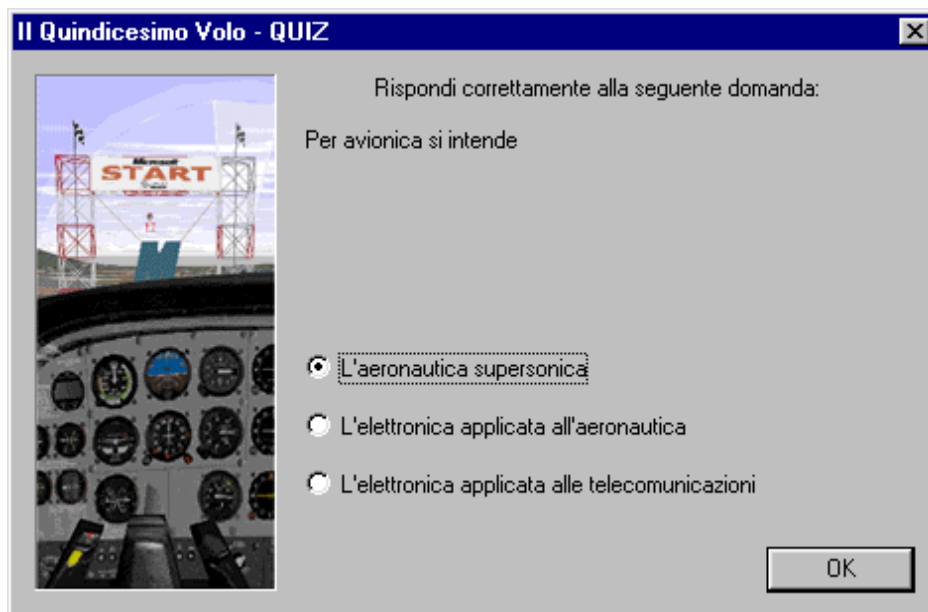 Il Quindicesimo Volo - QUIZ
Rispondi correttamente alla seguente domanda:
Per avionica si intende
Microsoft
START
L'aeronautica supersonica
L'elettronica applicata all'aeronautica
L'elettronica applicata alle telecomunicazioni
OK